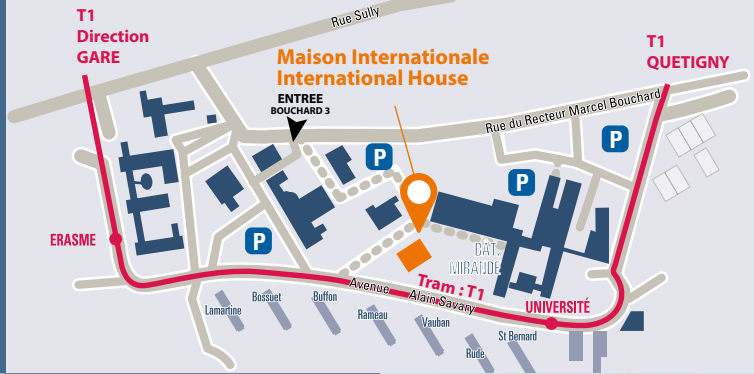 T1
Direction
GARE
Rue Sully
Maison Internationale
International House
T1
QUETIGNY
ENTREE
BOUCHARD 3
Rue du Recteur Marcel Bouchard
P
P
P
P
ERASME
BÂT.
MIRANDE
Tram : T1
Avenue Alain Savary
UNIVERSITÉ
Lamartine
Bossuet
Buffon
Rameau
Vauban
Rude
St Bernard